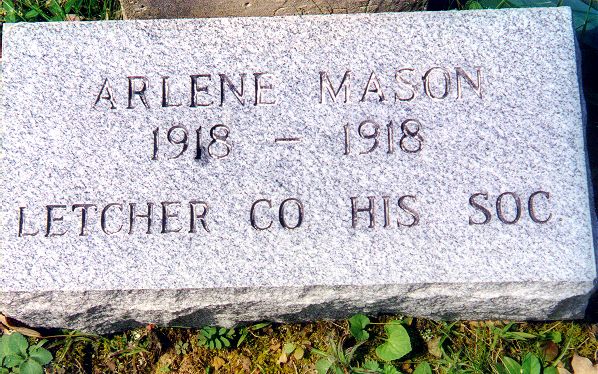 ARLENE MASON
1918 - 1918
LETCHER CO HIS SOC